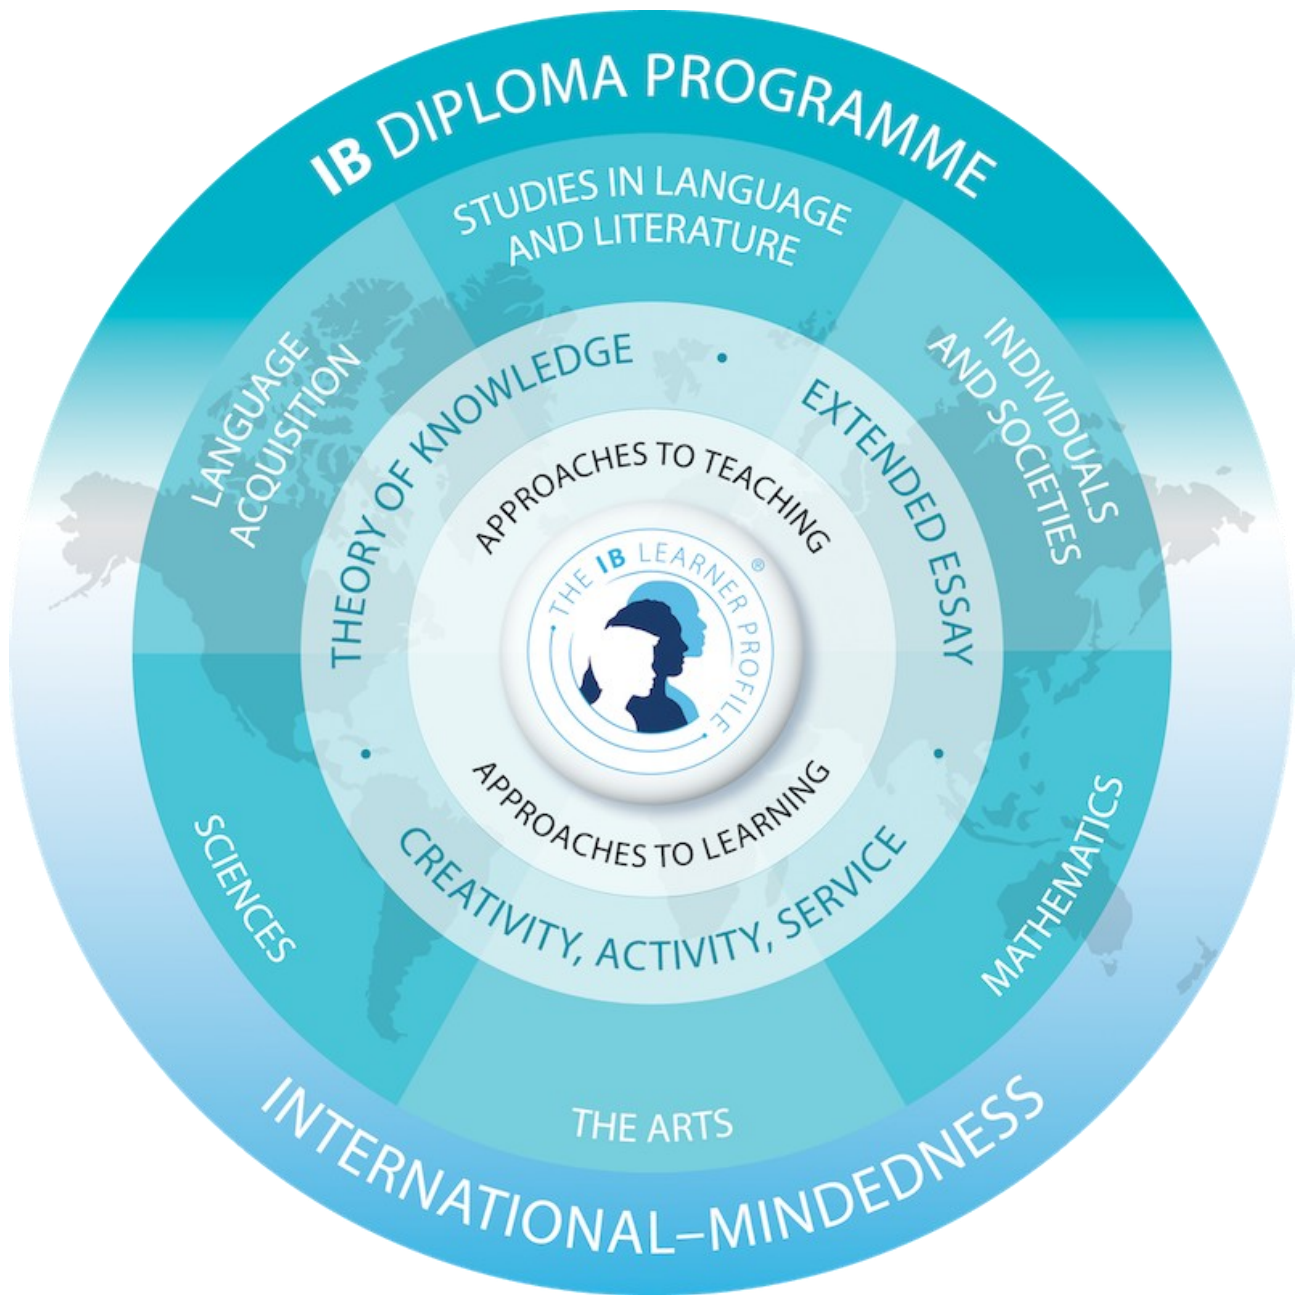 IB DIPLOMA PROGRAMME
STUDIES IN LANGUAGE
AND LITERATURE
LANGUAGE
ACQUISITION
INDIVIDUALS
AND SOCIETIES
THEORY OF KNOWLEDGE
EXTENDED ESSAY
APPROACHES TO TEACHING
THE IB LEARNER PROFILE
®
APPROACHES TO LEARNING
CREATIVITY, ACTIVITY, SERVICE
SCIENCES
MATHEMATICS
THE ARTS
INTERNATIONAL–MINDEDNESS